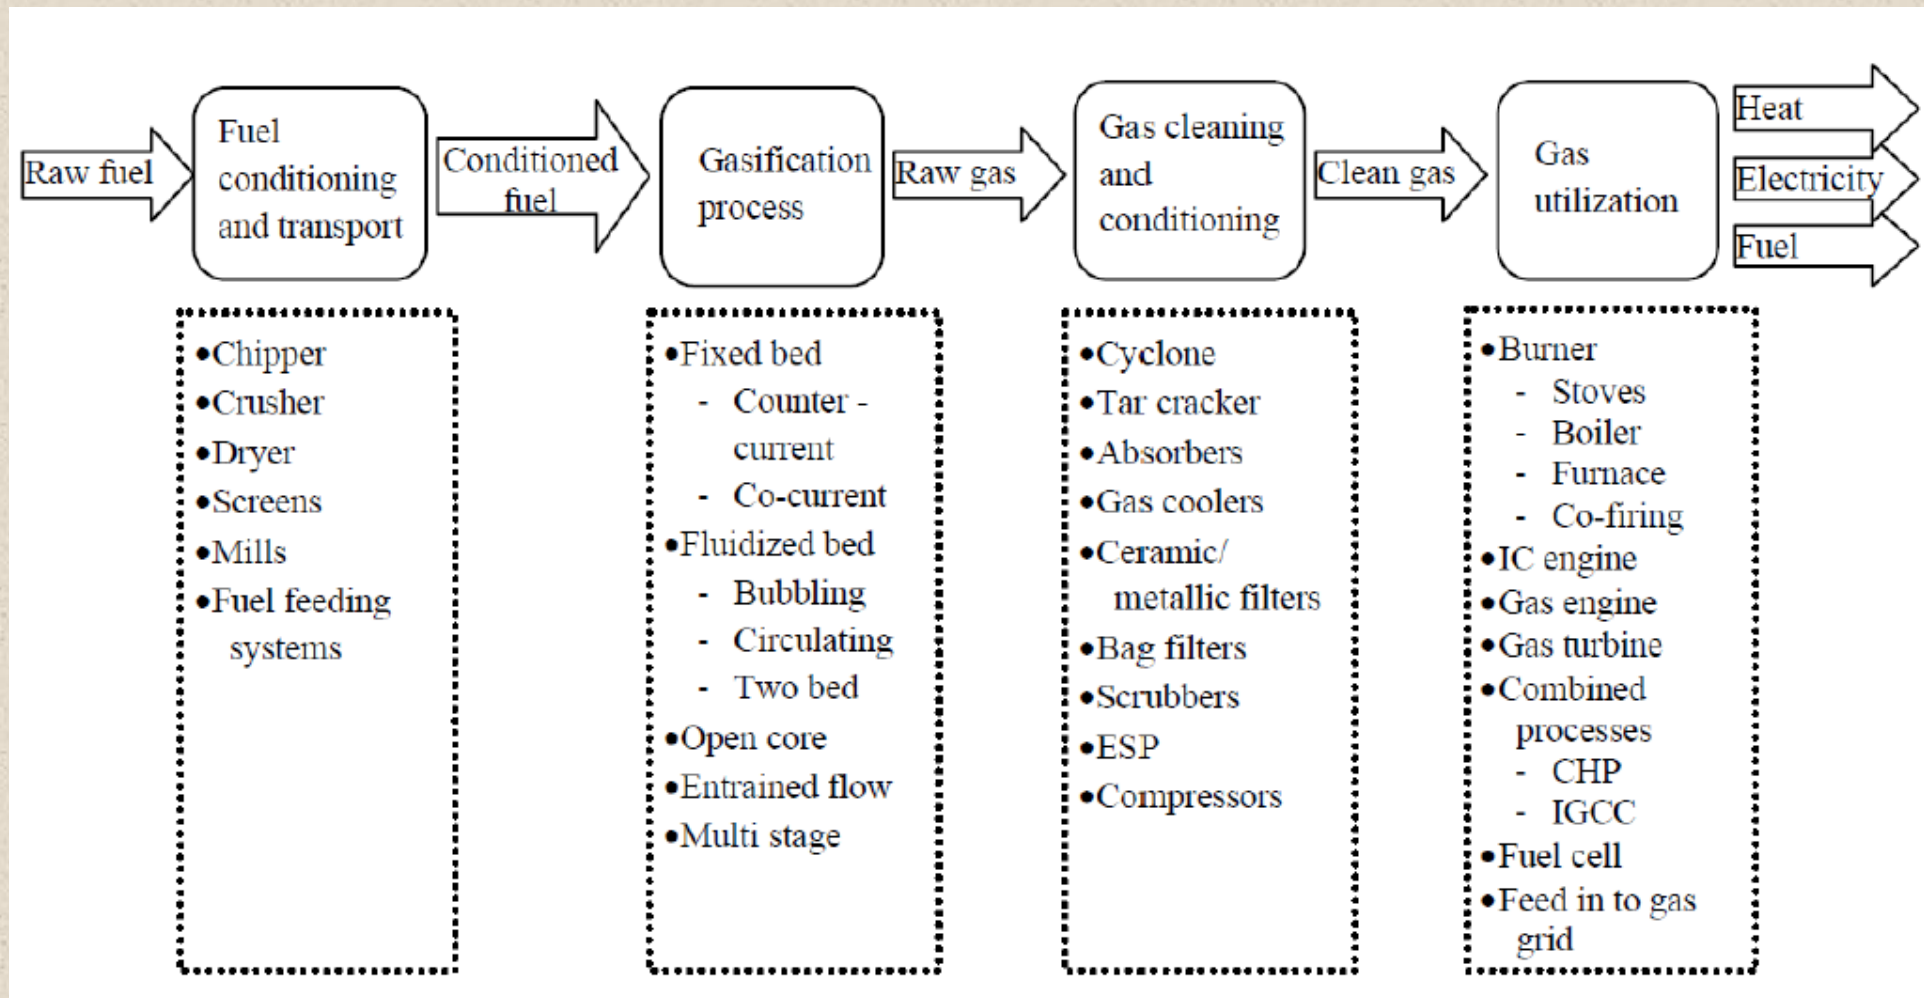 Raw fuel
Fuel
conditioning
and transport
Conditioned
fuel
Gasification
process
Raw gas
Gas cleaning
and
conditioning
Clean gas
Gas
utilization
Heat
Electricity
Fuel
•Chipper
•Crusher
•Dryer
•Screens
•Mills
•Fuel feeding
systems
•Fixed bed
- Counter -
current
- Co-current
•Fluidized bed
- Bubbling
- Circulating
- Two bed
•Open core
•Entrained flow
•Multi stage
•Cyclone
•Tar cracker
•Absorbers
•Gas coolers
•Ceramic/
metallic filters
•Bag filters
•Scrubbers
•ESP
•Compressors
•Burner
- Stoves
- Boiler
- Furnace
- Co-firing
•IC engine
•Gas engine
•Gas turbine
•Combined
processes
- CHP
- IGCC
•Fuel cell
•Feed in to gas
grid